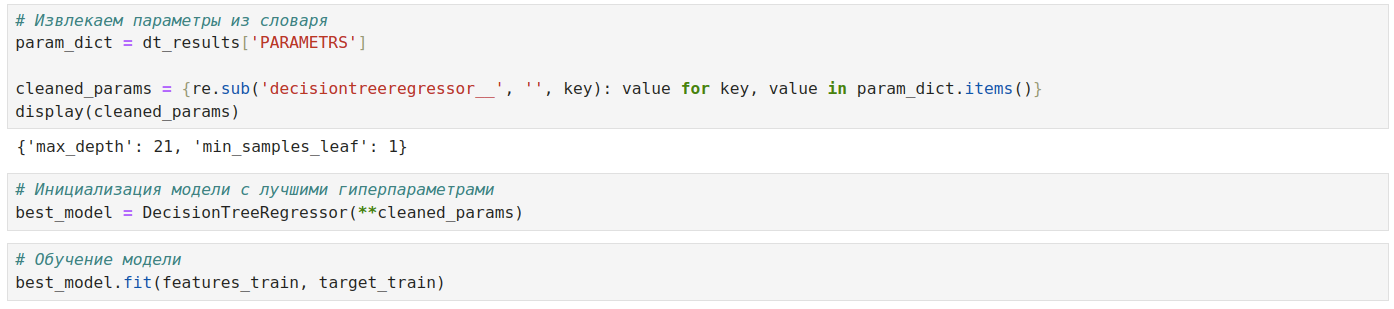 # Извлекаем параметры из словаря
param_dict = dt_results['PARAMETRS']
cleaned_params = {re.sub('decisiontreeregressor__', '', key): value for key, value in param_dict.items()}
display(cleaned_params)
{'max_depth': 21, 'min_samples_leaf': 1}
# Инициализация модели с лучшими гиперпараметрами
best_model = DecisionTreeRegressor(**cleaned_params)
# Обучение модели
best_model.fit(features_train, target_train)